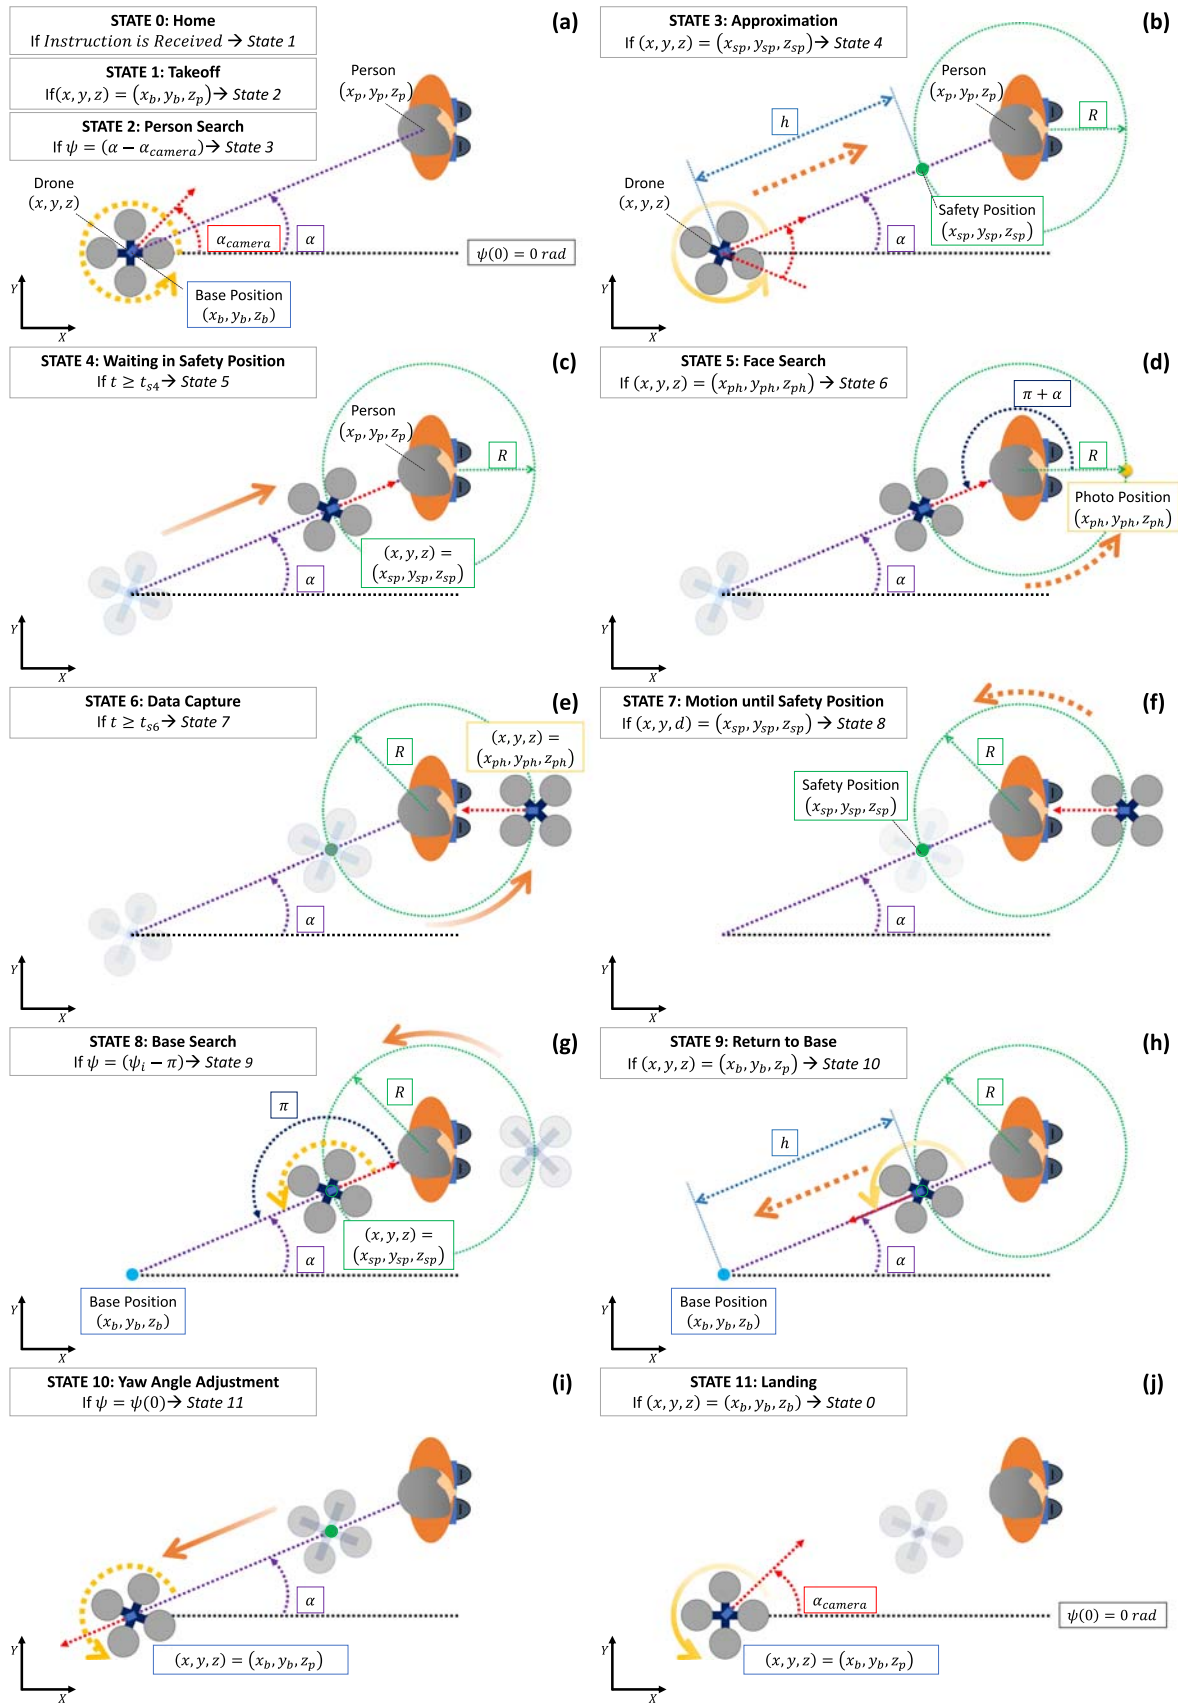 STATE 0: Home
If Instruction is Received → State 1
(a)
STATE 1: Takeoff
If(x, y, z) = (x_b, y_b, z_p)→ State 2
STATE 2: Person Search
If ψ = (α − α_camera)→ State 3
Person
(x_p, y_p, z_p)
Drone
(x, y, z)
α_camera
α
ψ(0) = 0 rad
Base Position
(x_b, y_b, z_b)
Y
X
STATE 3: Approximation
If (x, y, z) = (x_sp, y_sp, z_sp)→ State 4
(b)
Person
(x_p, y_p, z_p)
h
R
Drone
(x, y, z)
Safety Position
(x_sp, y_sp, z_sp)
α
Y
X
STATE 4: Waiting in Safety Position
If t ≥ t_s4→ State 5
(c)
Person
(x_p, y_p, z_p)
R
(x, y, z) =
(x_sp, y_sp, z_sp)
α
Y
X
STATE 5: Face Search
If (x, y, z) = (x_ph, y_ph, z_ph) → State 6
(d)
π + α
R
Photo Position
(x_ph, y_ph, z_ph)
α
Y
X
STATE 6: Data Capture
If t ≥ t_s6→ State 7
(e)
(x, y, z) =
(x_ph, y_ph, z_ph)
R
α
Y
X
STATE 7: Motion until Safety Position
If (x, y, d) = (x_sp, y_sp, z_sp) → State 8
(f)
R
Safety Position
(x_sp, y_sp, z_sp)
α
Y
X
STATE 8: Base Search
If ψ = (ψ_i − π)→ State 9
(g)
π
R
(x, y, z) =
(x_sp, y_sp, z_sp)
α
Base Position
(x_b, y_b, z_b)
Y
X
STATE 9: Return to Base
If (x, y, z) = (x_b, y_b, z_p) → State 10
(h)
R
h
α
Base Position
(x_b, y_b, z_b)
Y
X
STATE 10: Yaw Angle Adjustment
If ψ = ψ(0)→ State 11
(i)
α
(x, y, z) = (x_b, y_b, z_p)
Y
X
STATE 11: Landing
If (x, y, z) = (x_b, y_b, z_b) → State 0
(j)
α_camera
ψ(0) = 0 rad
(x, y, z) = (x_b, y_b, z_p)
Y
X